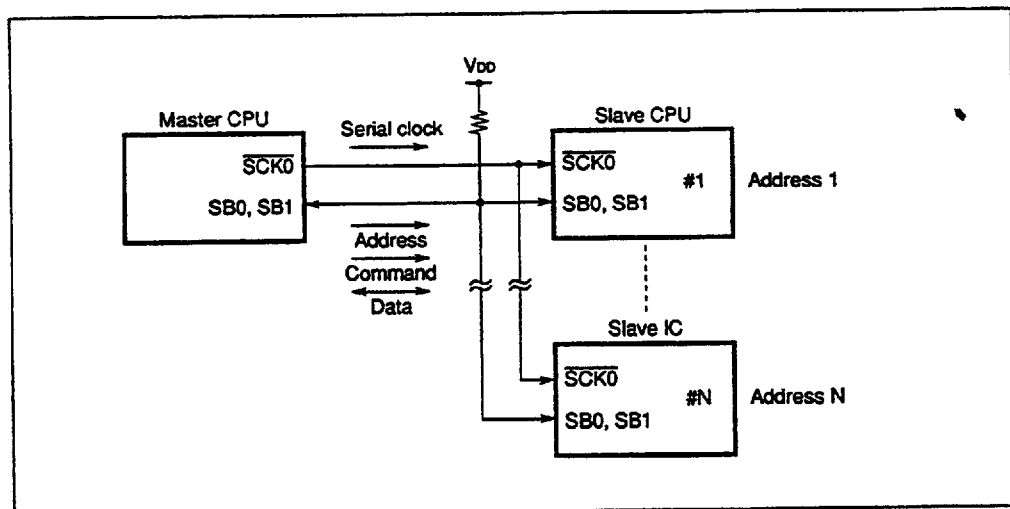 VDD
Master CPU
Serial clock
Slave CPU
SCK0
SCK0
#1
Address 1
SB0, SB1
SB0, SB1
Address
Command
Data
Slave IC
SCK0
#N
Address N
SB0, SB1